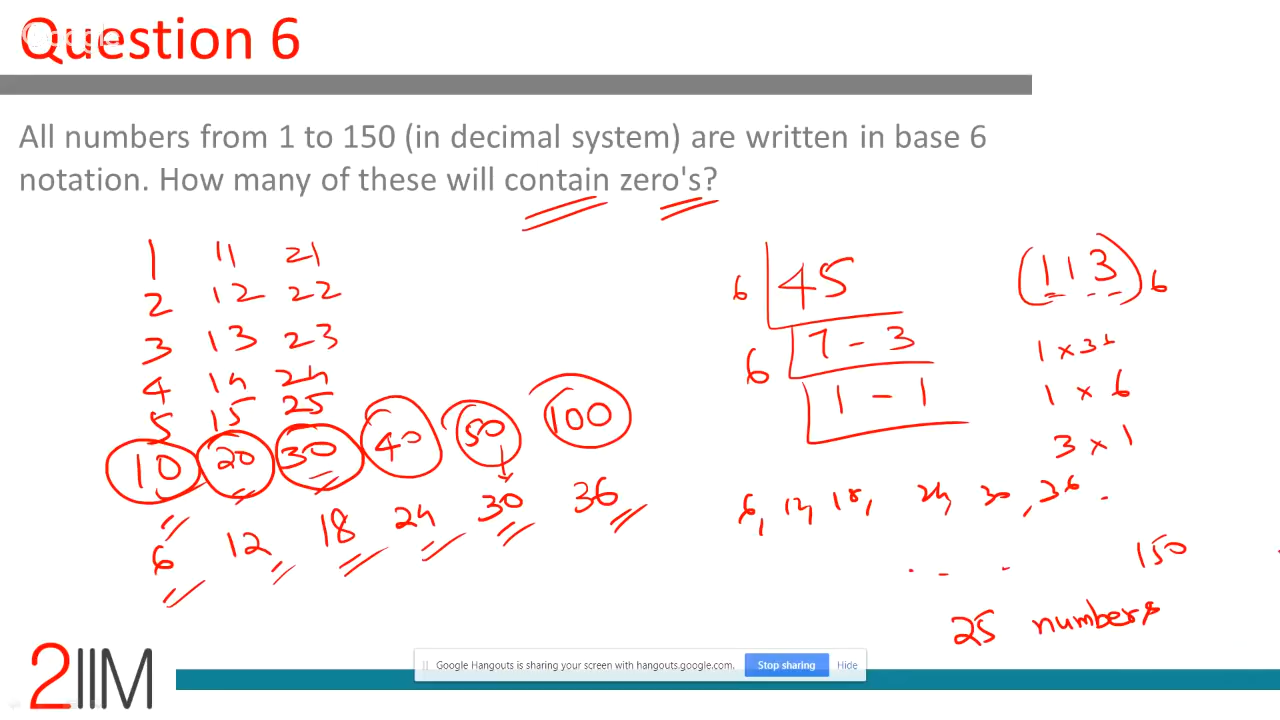 Question 6
Google
All numbers from 1 to 150 (in decimal system) are written in base 6
notation. How many of these will contain zero's?
1 11 21
2 12 22
3 13 23
4 14 24
5 15 25
10 20 30 40 50 100
6 12 18 24 30 36
6 45
6 7 - 3
1 - 1
(113)6
1 x 36
1 x 6
3 x 1
6, 12, 18, 24, 30, 36 .
. . . 150
25 numbers
2IIM
Google Hangouts is sharing your screen with hangouts.google.com. Stop sharing Hide